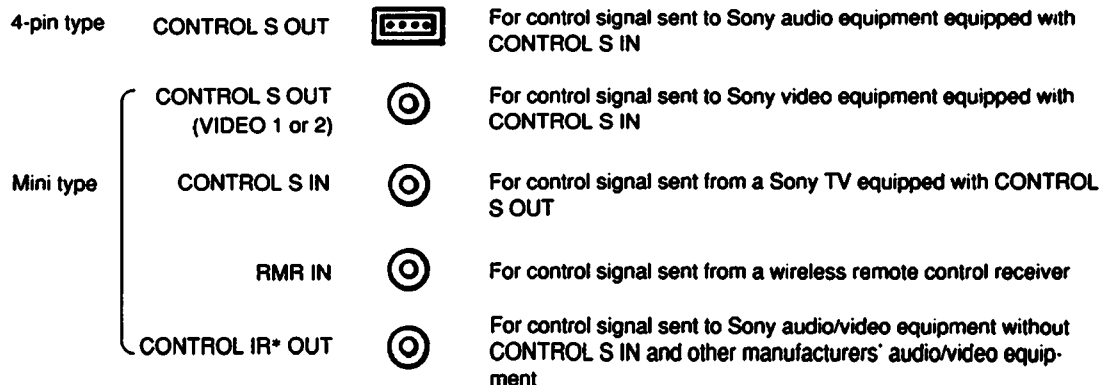 4-pin type CONTROL S OUT For control signal sent to Sony audio equipment equipped with
CONTROL S IN
CONTROL S OUT For control signal sent to Sony video equipment equipped with
(VIDEO 1 or 2) CONTROL S IN
Mini type CONTROL S IN For control signal sent from a Sony TV equipped with CONTROL
S OUT
RMR IN For control signal sent from a wireless remote control receiver
For control signal sent to Sony audio/video equipment without
CONTROL IR* OUT CONTROL S IN and other manufacturers' audio/video equip-
ment